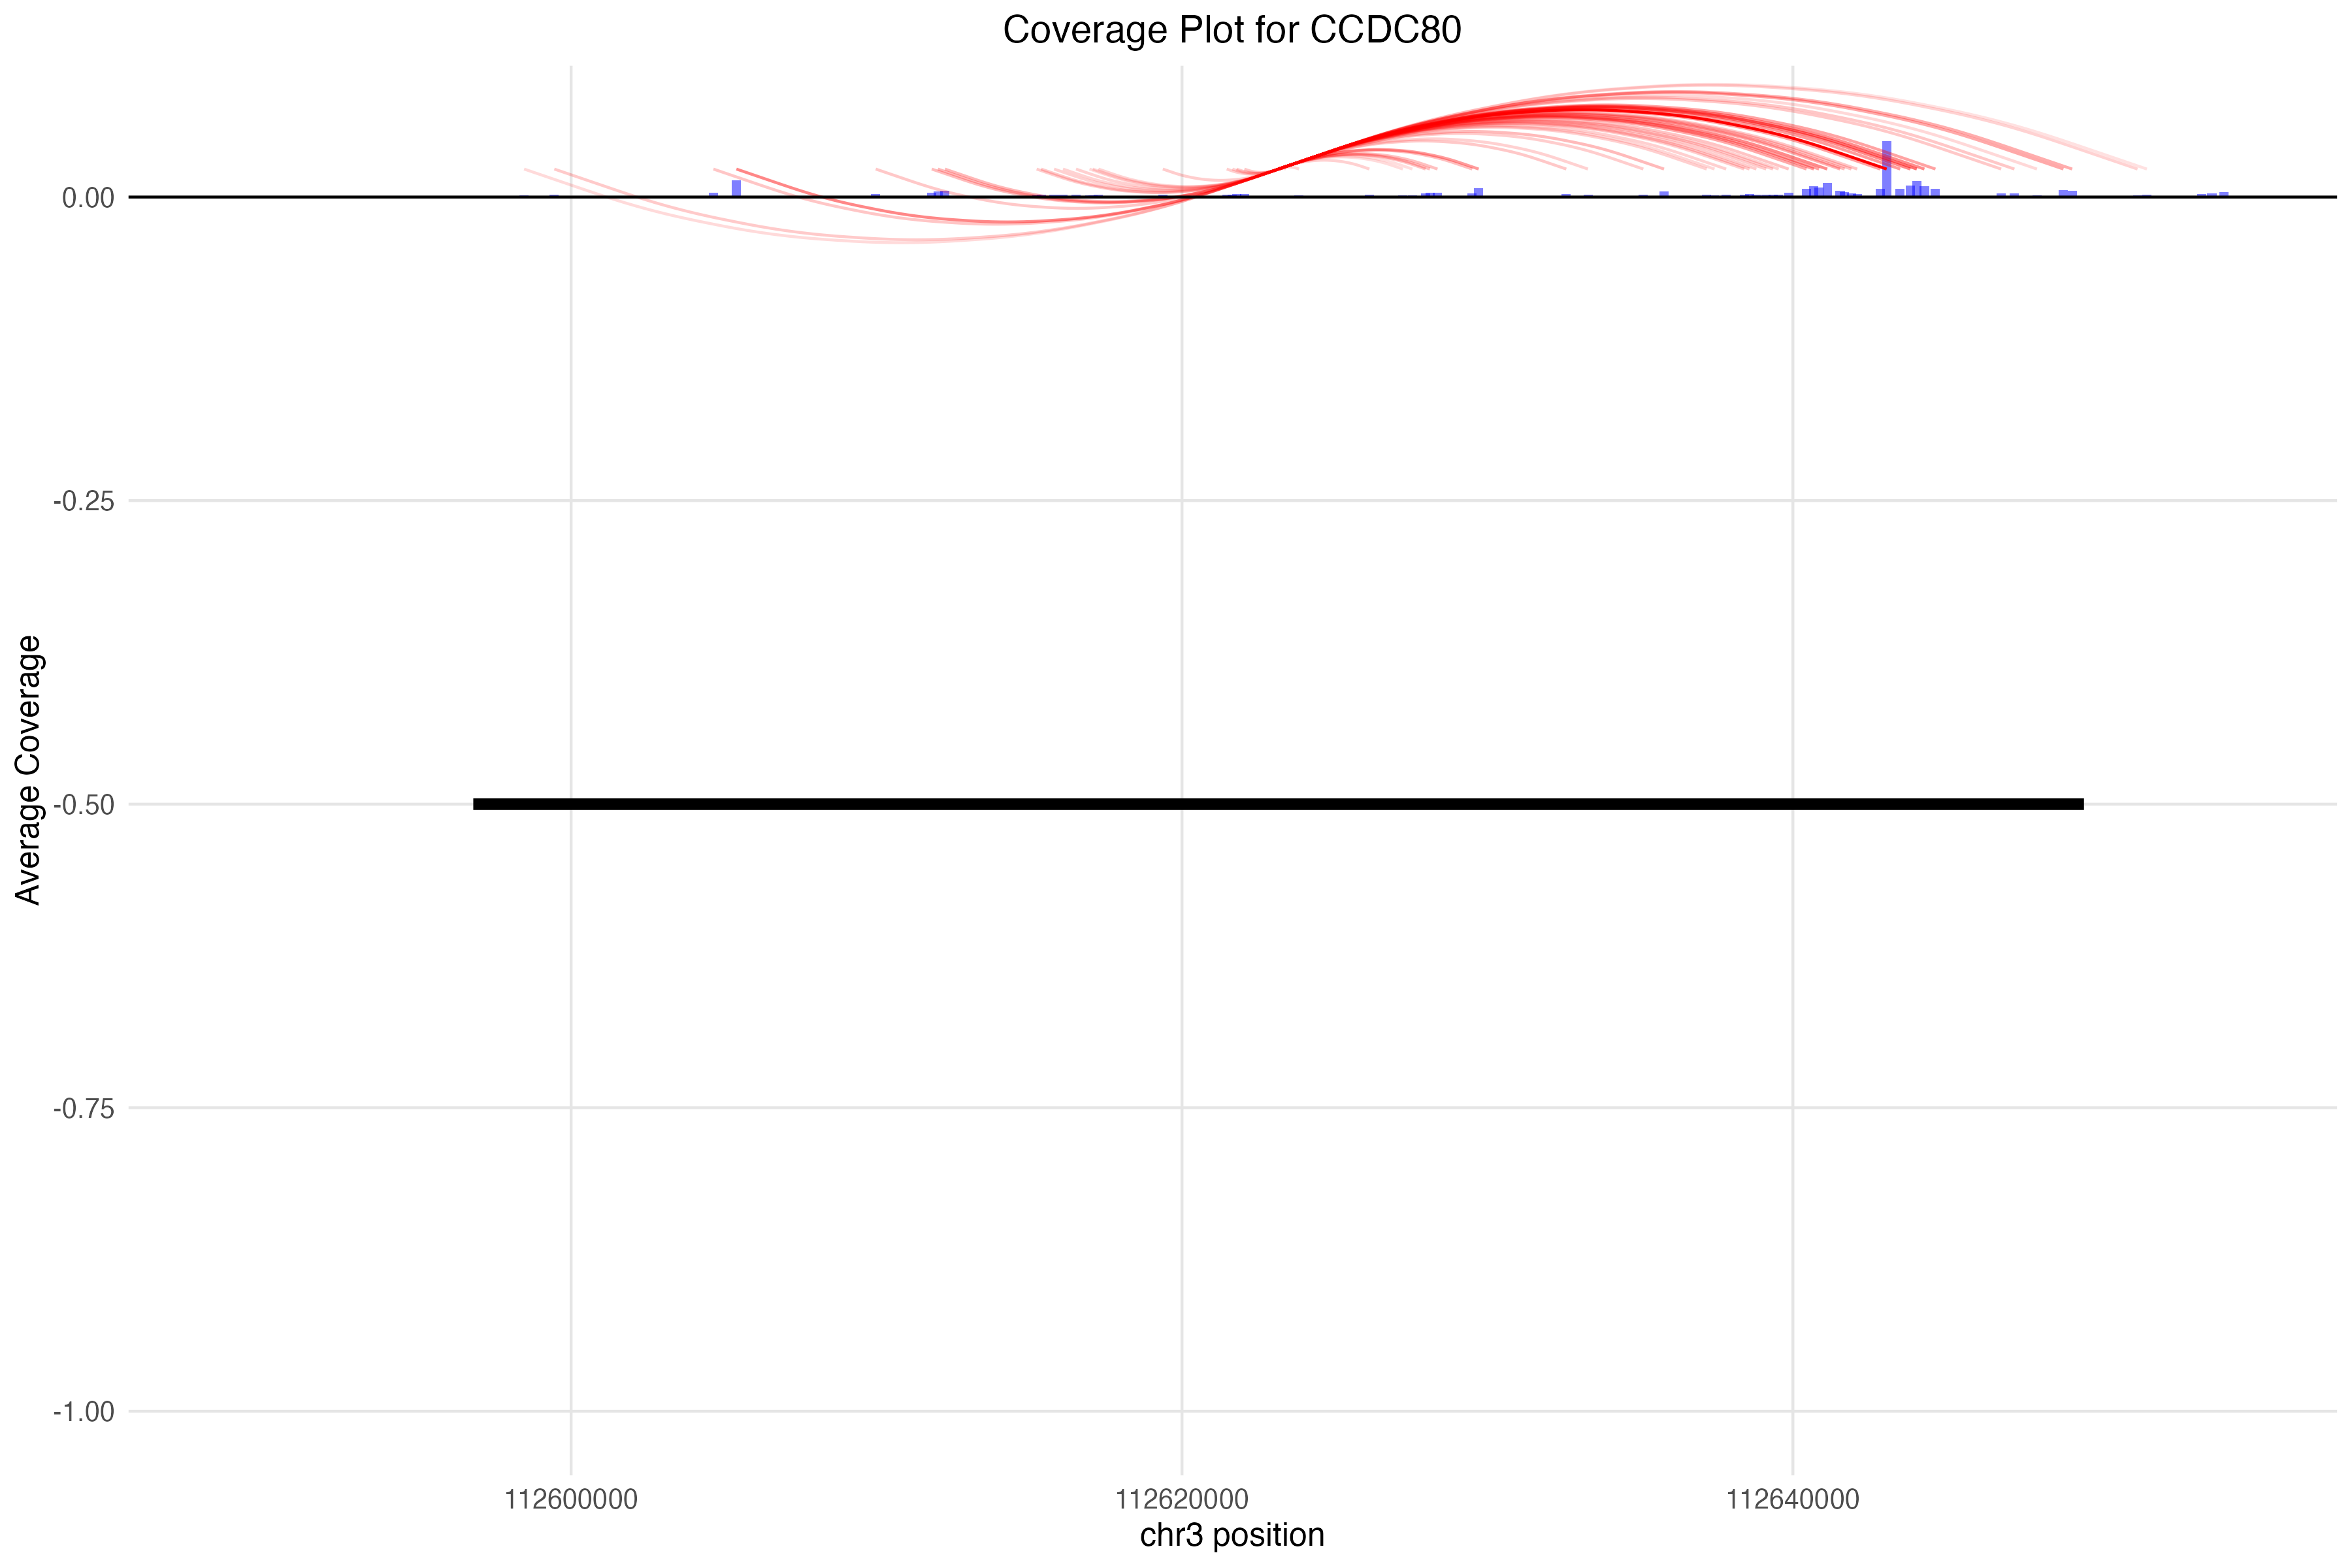 Coverage Plot for CCDC80
0.00
-0.25
-0.50
-0.75
-1.00
Average Coverage
112600000 112620000 112640000
chr3 position